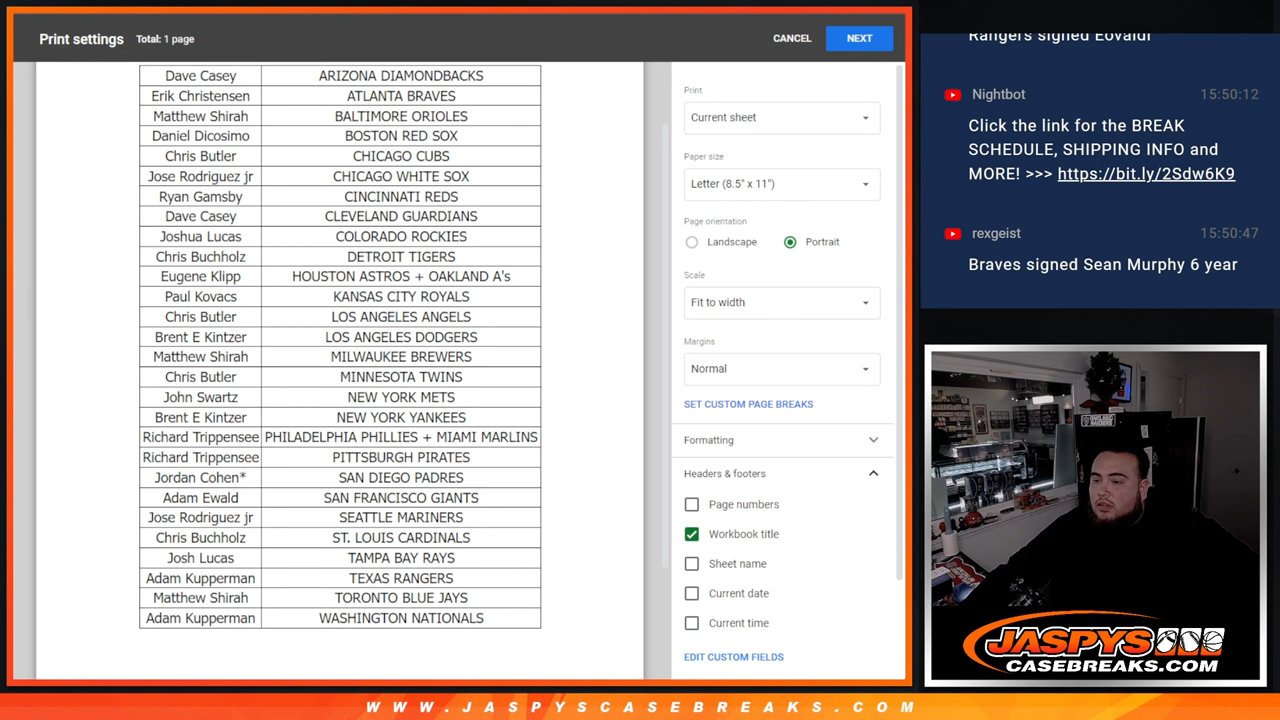 Print settings Total: 1 page CANCEL NEXT
Dave Casey ARIZONA DIAMONDBACKS
Erik Christensen ATLANTA BRAVES
Matthew Shirah BALTIMORE ORIOLES
Daniel Dicosimo BOSTON RED SOX
Chris Butler CHICAGO CUBS
Jose Rodriguez jr CHICAGO WHITE SOX
Ryan Gamsby CINCINNATI REDS
Dave Casey CLEVELAND GUARDIANS
Joshua Lucas COLORADO ROCKIES
Chris Buchholz DETROIT TIGERS
Eugene Klipp HOUSTON ASTROS + OAKLAND A's
Paul Kovacs KANSAS CITY ROYALS
Chris Butler LOS ANGELES ANGELS
Brent E Kintzer LOS ANGELES DODGERS
Matthew Shirah MILWAUKEE BREWERS
Chris Butler MINNESOTA TWINS
John Swartz NEW YORK METS
Brent E Kintzer NEW YORK YANKEES
Richard Trippensee PHILADELPHIA PHILLIES + MIAMI MARLINS
Richard Trippensee PITTSBURGH PIRATES
Jordan Cohen* SAN DIEGO PADRES
Adam Ewald SAN FRANCISCO GIANTS
Jose Rodriguez jr SEATTLE MARINERS
Chris Buchholz ST. LOUIS CARDINALS
Josh Lucas TAMPA BAY RAYS
Adam Kupperman TEXAS RANGERS
Matthew Shirah TORONTO BLUE JAYS
Adam Kupperman WASHINGTON NATIONALS
Print
Current sheet
Paper size
Letter (8.5" x 11")
Page orientation
Landscape Portrait
Scale
Fit to width
Margins
Normal
SET CUSTOM PAGE BREAKS
Formatting
Headers & footers
Page numbers
Workbook title
Sheet name
Current date
Current time
EDIT CUSTOM FIELDS
Rangers signed Eovaldi
Nightbot 15:50:12
Click the link for the BREAK
SCHEDULE, SHIPPING INFO and
MORE! >>> https://bit.ly/2Sdw6K9
rexgeist 15:50:47
Braves signed Sean Murphy 6 year
JASPYS
CASEBREAKS.COM
WWW.JASPYSCASEBREAKS.COM